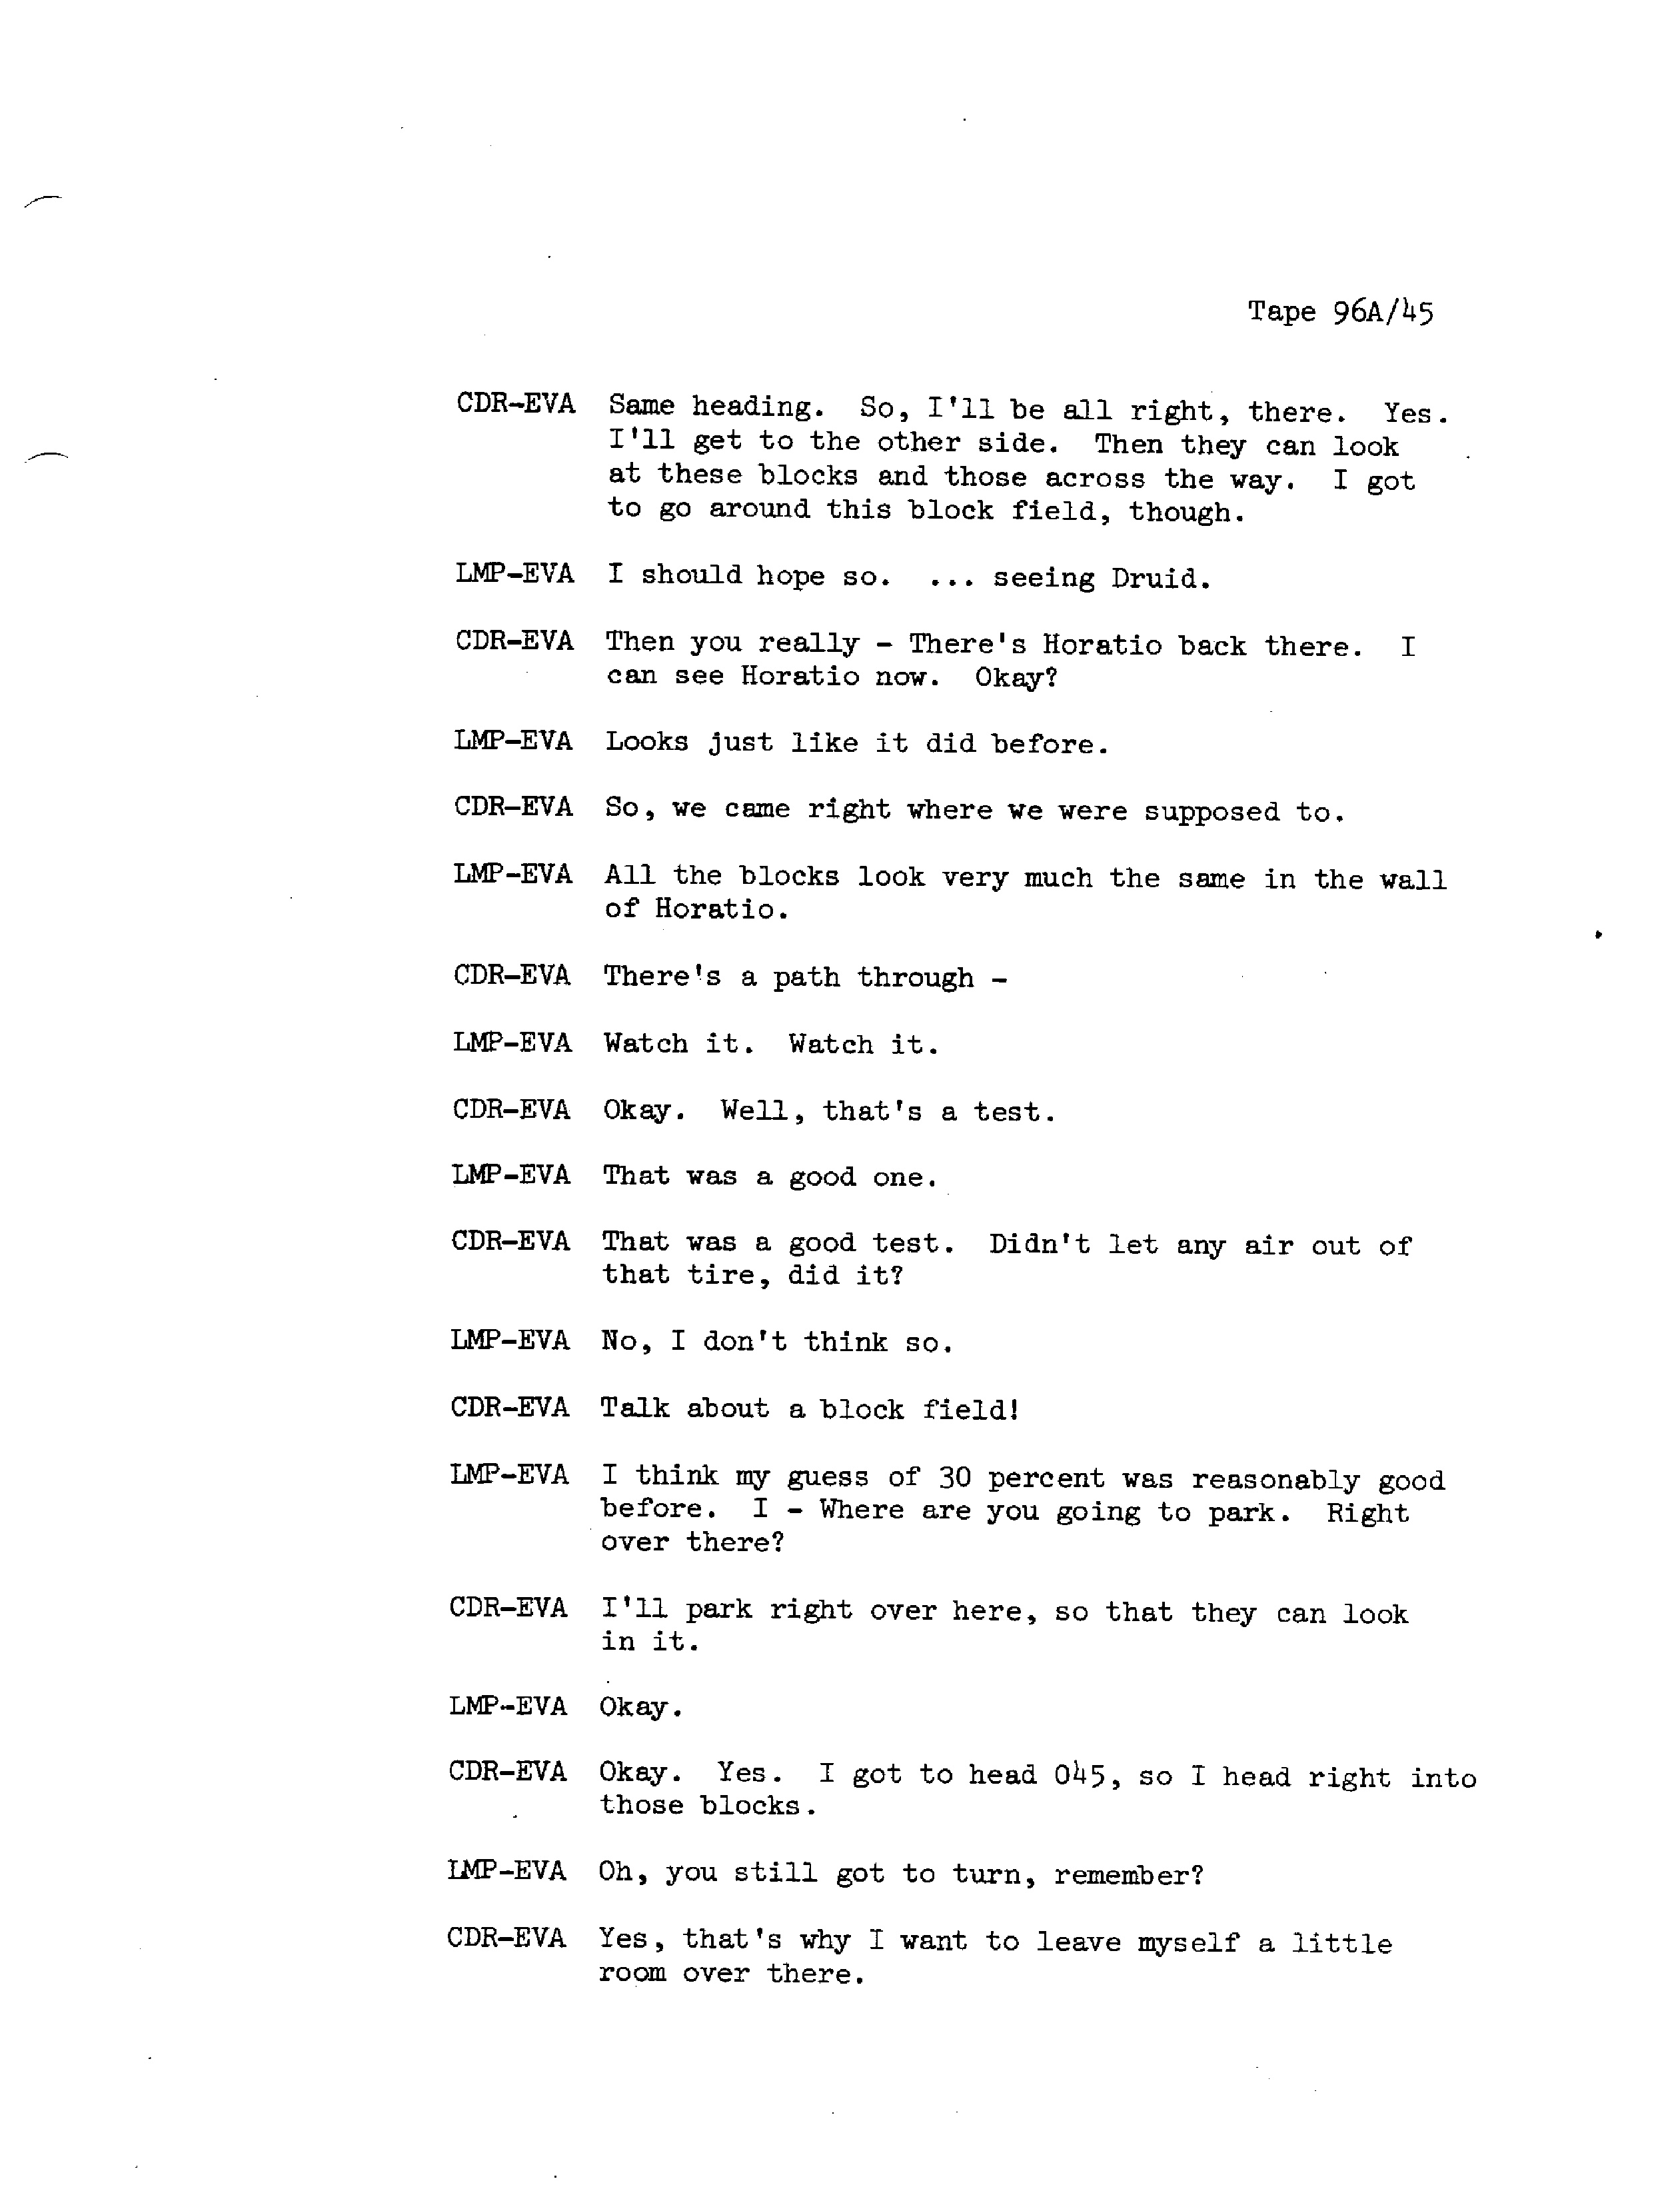 Tape 96A/45
CDR-EVA Same heading. So, I'll be all right, there. Yes.
I'll get to the other side. Then they can look
at these blocks and those across the way. I got
to go around this block field, though.
LMP-EVA I should hope so. ... seeing Druid.
CDR-EVA Then you really - There's Horatio back there. I
can see Horatio now. Okay?
LMP-EVA Looks just like it did before.
CDR-EVA So, we came right where we were supposed to.
LMP-EVA All the blocks look very much the same in the wall
of Horatio.
CDR-EVA There's a path through -
LMP-EVA Watch it. Watch it.
CDR-EVA Okay. Well, that's a test.
LMP-EVA That was a good one.
CDR-EVA That was a good test. Didn't let any air out of
that tire, did it?
LMP-EVA No, I don't think so.
CDR-EVA Talk about a block field!
LMP-EVA I think my guess of 30 percent was reasonably good
before. I - Where are you going to park. Right
over there?
CDR-EVA I'll park right over here, so that they can look
in it.
LMP-EVA Okay.
CDR-EVA Okay. Yes. I got to head 045, so I head right into
those blocks.
LMP-EVA Oh, you still got to turn, remember?
CDR-EVA Yes, that's why I want to leave myself a little
room over there.